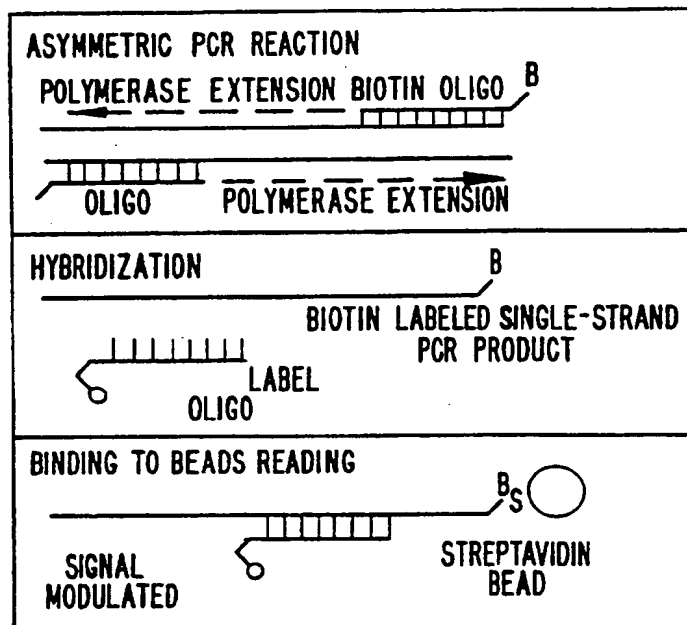 ASYMMETRIC PCR REACTION
POLYMERASE EXTENSION BIOTIN OLIGO B
OLIGO POLYMERASE EXTENSION
HYBRIDIZATION
B
BIOTIN LABELED SINGLE-STRAND
PCR PRODUCT
LABEL
OLIGO
BINDING TO BEADS READING
BS
SIGNAL
MODULATED
STREPTAVIDIN
BEAD